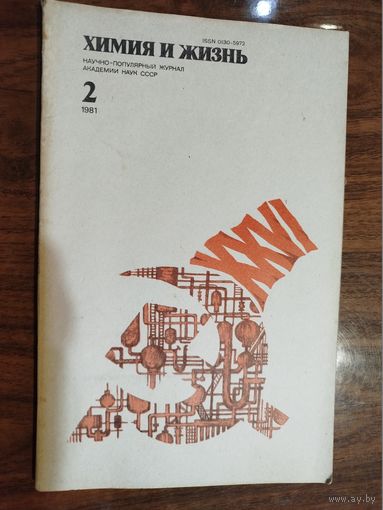 ISSN 0130-5972
ХИМИЯ И ЖИЗНЬ
НАУЧНО-ПОПУЛЯРНЫЙ ЖУРНАЛ
АКАДЕМИИ НАУК СССР
2
1981
XXVI
www.ay.by